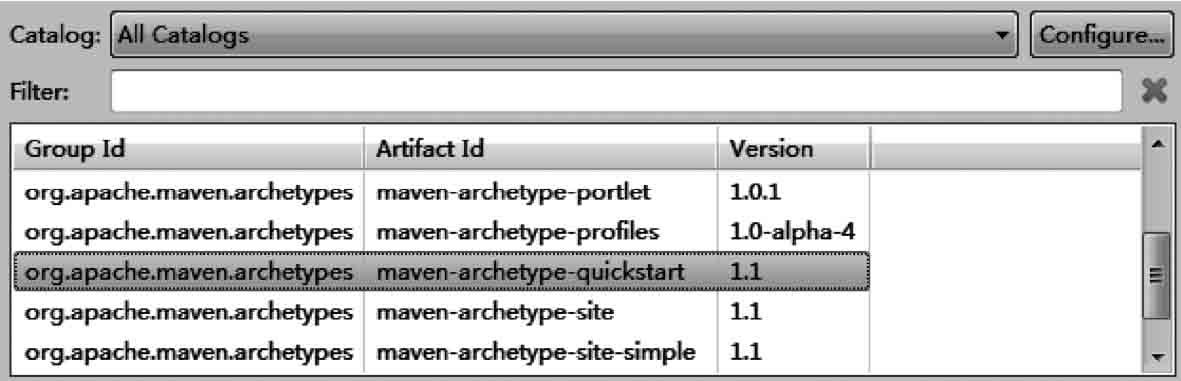 Catalog: All Catalogs Configure...
Filter:
Group Id Artifact Id Version
org.apache.maven.archetypes maven-archetype-portlet 1.0.1
org.apache.maven.archetypes maven-archetype-profiles 1.0-alpha-4
org.apache.maven.archetypes maven-archetype-quickstart 1.1
org.apache.maven.archetypes maven-archetype-site 1.1
org.apache.maven.archetypes maven-archetype-site-simple 1.1